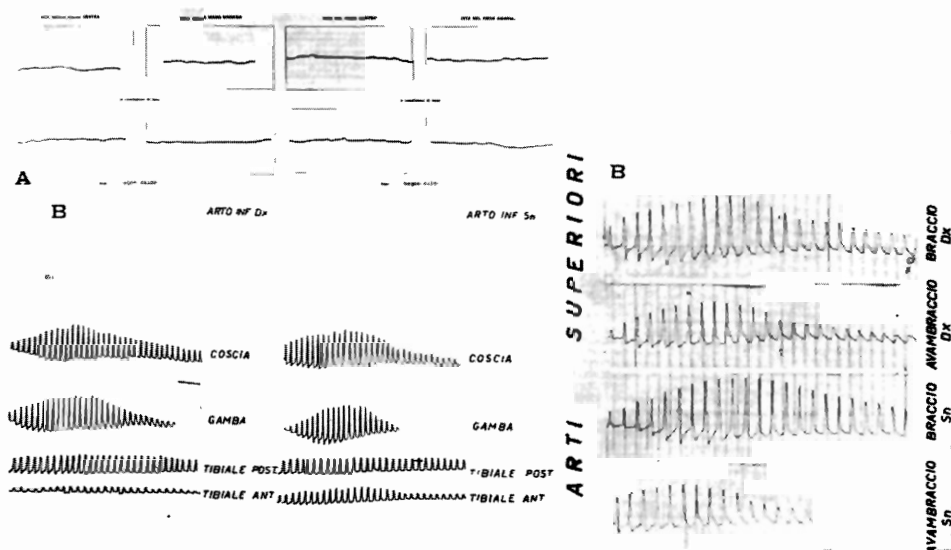 A
B
ARTO INF Dx
ARTO INF Sn
COSCIA
COSCIA
GAMBA
GAMBA
TIBIALE POST
TIBIALE POST
TIBIALE ANT
TIBIALE ANT
ARTI SUPERIORI
B
BRACCIO
Dx
AVAMBRACCIO
Dx
BRACCIO
Sn
AVAMBRACCIO
Sn